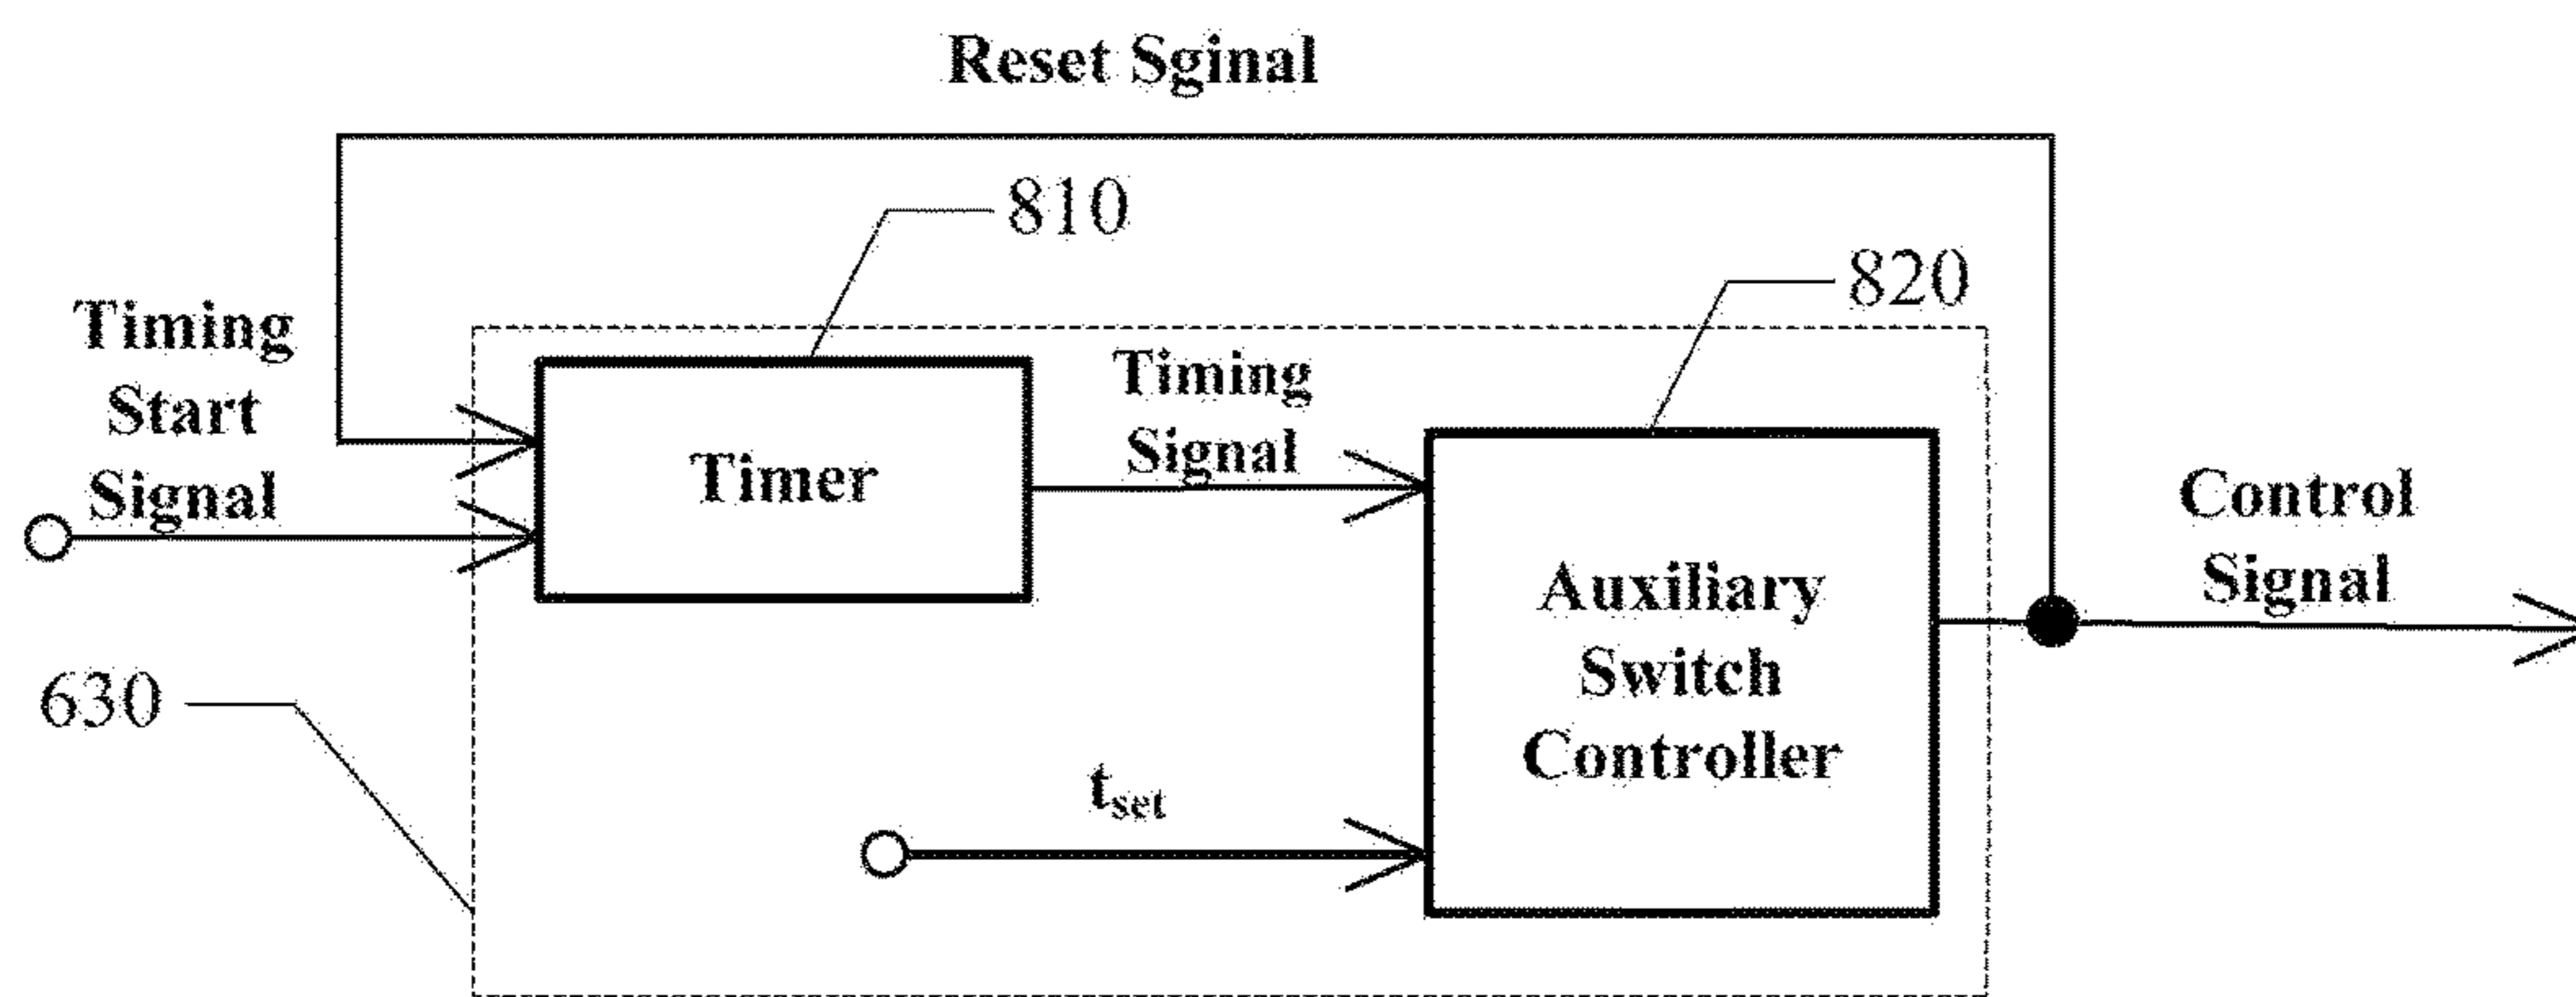 Reset Sginal
810
820
Timing
Start
Signal
Timing
Signal
Timer
Control
Signal
Auxiliary
Switch
Controller
630
tset